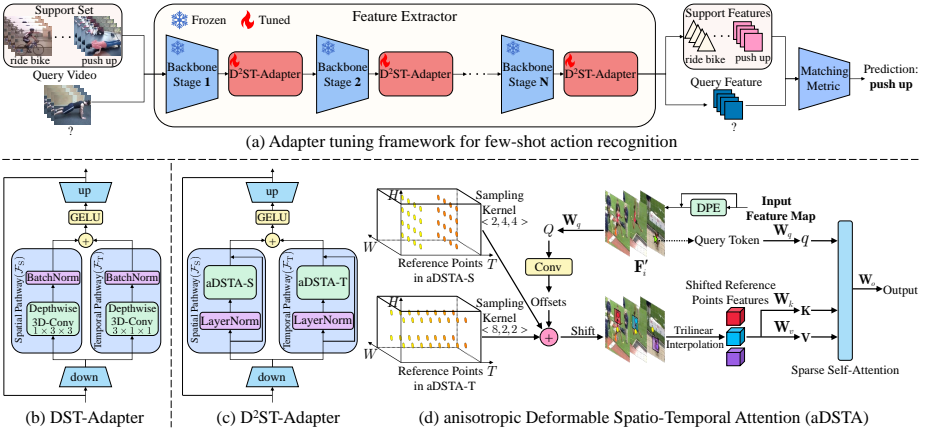 Support Set
ride bike
push up
Query Video
?
Frozen
Tuned
Feature Extractor
Backbone
Stage 1
D²ST-Adapter
Backbone
Stage 2
D²ST-Adapter
Backbone
Stage N
D²ST-Adapter
Support Features
ride bike
push up
Query Feature
?
Matching
Metric
Prediction:
push up
(a) Adapter tuning framework for few-shot action recognition
up
GELU
+
Spatial Pathway(F_S)
BatchNorm
Depthwise
3D-Conv
1 × 3 × 3
Temporal Pathway(F_T)
BatchNorm
Depthwise
3D-Conv
3 × 1 × 1
down
(b) DST-Adapter
up
GELU
+
Spatial Pathway(F_S)
aDSTA-S
LayerNorm
Temporal Pathway(F_T)
aDSTA-T
LayerNorm
down
(c) D²ST-Adapter
H
W
T
Reference Points
in aDSTA-S
Sampling
Kernel
< 2, 4, 4 >
H
W
T
Reference Points
in aDSTA-T
Sampling
Kernel
< 8, 2, 2 >
W_q
Q
Conv
Offsets
+
Shift
F′_i
DPE
Input
Feature Map
Query Token
W_q
q
Trilinear
Interpolation
Shifted Reference
Points Features
W_k
K
W_v
V
W_o
Output
Sparse Self-Attention
(d) anisotropic Deformable Spatio-Temporal Attention (aDSTA)